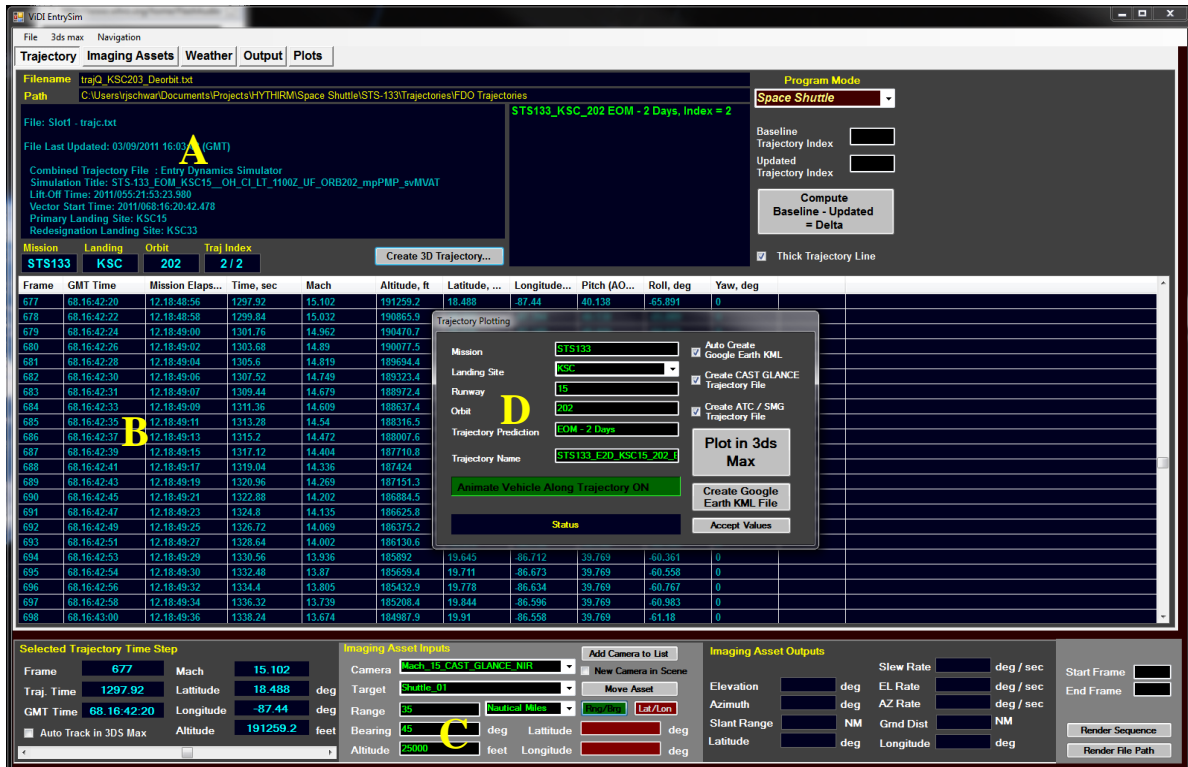 ViDI EntrySim
File 3ds max Navigation
Trajectory Imaging Assets Weather Output Plots
Filename trajQ_KSC203_Deorbit.txt
Path C:\Users\rjschwar\Documents\Projects\HYTHIRM\Space Shuttle\STS-133\Trajectories\FDO Trajectories
Program Mode
Space Shuttle
File: Slot1 - trajc.txt
File Last Updated: 03/09/2011 16:03 (GMT)
A
Combined Trajectory File : Entry Dynamics Simulator
Simulation Title: STS-133_EOM_KSC15__OH_CI_LT_1100Z_UF_ORB202_mpPMP_svMVAT
Lift-Off Time: 2011/055:21:53:23.980
Vector Start Time: 2011/068:16:20:42.478
Primary Landing Site: KSC15
Redesignation Landing Site: KSC33
STS133_KSC_202 EOM - 2 Days, Index = 2
Baseline
Trajectory Index
Updated
Trajectory Index
Compute
Baseline - Updated
= Delta
Thick Trajectory Line
Mission Landing Orbit Traj Index
STS133 KSC 202 2 / 2
Create 3D Trajectory...
Frame GMT Time Mission Elaps... Time, sec Mach Altitude, ft Latitude, ... Longitude... Pitch (AO... Roll, deg Yaw, deg
677 68.16:42:20 12.18:48:56 1297.92 15.102 191259.2 18.488 -87.44 40.138 -65.891 0
678 68.16:42:22 12.18:48:58 1299.84 15.032 190865.9
679 68.16:42:24 12.18:49:00 1301.76 14.962 190470.7
680 68.16:42:26 12.18:49:02 1303.68 14.89 190077.5
681 68.16:42:28 12.18:49:04 1305.6 14.819 189694.4
682 68.16:42:30 12.18:49:06 1307.52 14.749 189323.4
683 68.16:42:31 12.18:49:07 1309.44 14.679 188972.4
684 68.16:42:33 12.18:49:09 1311.36 14.609 188637.4
685 68.16:42:35 12.18:49:11 1313.28 14.54 188316.5
686 68.16:42:37 12.18:49:13 1315.2 14.472 188007.6
B
687 68.16:42:39 12.18:49:15 1317.12 14.404 187710.8
688 68.16:42:41 12.18:49:17 1319.04 14.336 187424
689 68.16:42:43 12.18:49:19 1320.96 14.269 187151.3
690 68.16:42:45 12.18:49:21 1322.88 14.202 186884.5
691 68.16:42:47 12.18:49:23 1324.8 14.135 186625.8
692 68.16:42:49 12.18:49:25 1326.72 14.069 186375.2
693 68.16:42:51 12.18:49:27 1328.64 14.002 186130.6
694 68.16:42:53 12.18:49:29 1330.56 13.936 185892 19.645 -86.712 39.769 -60.361 0
695 68.16:42:54 12.18:49:30 1332.48 13.87 185659.4 19.711 -86.673 39.769 -60.558 0
696 68.16:42:56 12.18:49:32 1334.4 13.805 185432.9 19.778 -86.634 39.769 -60.767 0
697 68.16:42:58 12.18:49:34 1336.32 13.739 185208.4 19.844 -86.596 39.769 -60.983 0
698 68.16:43:00 12.18:49:36 1338.24 13.674 184987.9 19.91 -86.558 39.769 -61.18 0
Trajectory Plotting
Mission STS133
Landing Site KSC
Runway 15
Orbit 202
Trajectory Prediction EOM - 2 Days
Trajectory Name STS133_E2D_KSC15_202_E
D
Animate Vehicle Along Trajectory ON
Status
Auto Create
Google Earth KML
Create CAST GLANCE
Trajectory File
Create ATC / SMG
Trajectory File
Plot in 3ds
Max
Create Google
Earth KML File
Accept Values
Selected Trajectory Time Step
Frame 677 Mach 15.102
Traj. Time 1297.92 Lattitude 18.488 deg
GMT Time 68.16:42:20 Longitude -87.44 deg
Auto Track in 3DS Max Altitude 191259.2 feet
Imaging Asset Inputs
Add Camera to List
Camera Mach_15_CAST_GLANCE_NIR New Camera in Scene
Target Shuttle_01 Move Asset
Range 35 Nautical Miles Rng/Brg Lat/Lon
Bearing 45 deg Lattitude deg
C
Altitude 25000 feet Longitude deg
Imaging Asset Outputs
Slew Rate deg / sec
Elevation deg EL Rate deg / sec
Azimuth deg AZ Rate deg / sec
Slant Range NM Grnd Dist NM
Latitude deg Longitude deg
Start Frame
End Frame
Render Sequence
Render File Path